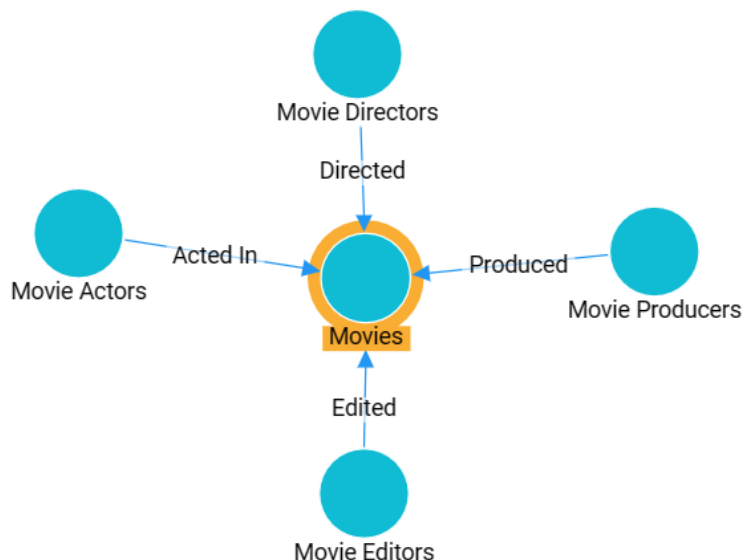 Movie Directors
Directed
Acted In
Movie Actors
Produced
Movie Producers
Movies
Edited
Movie Editors